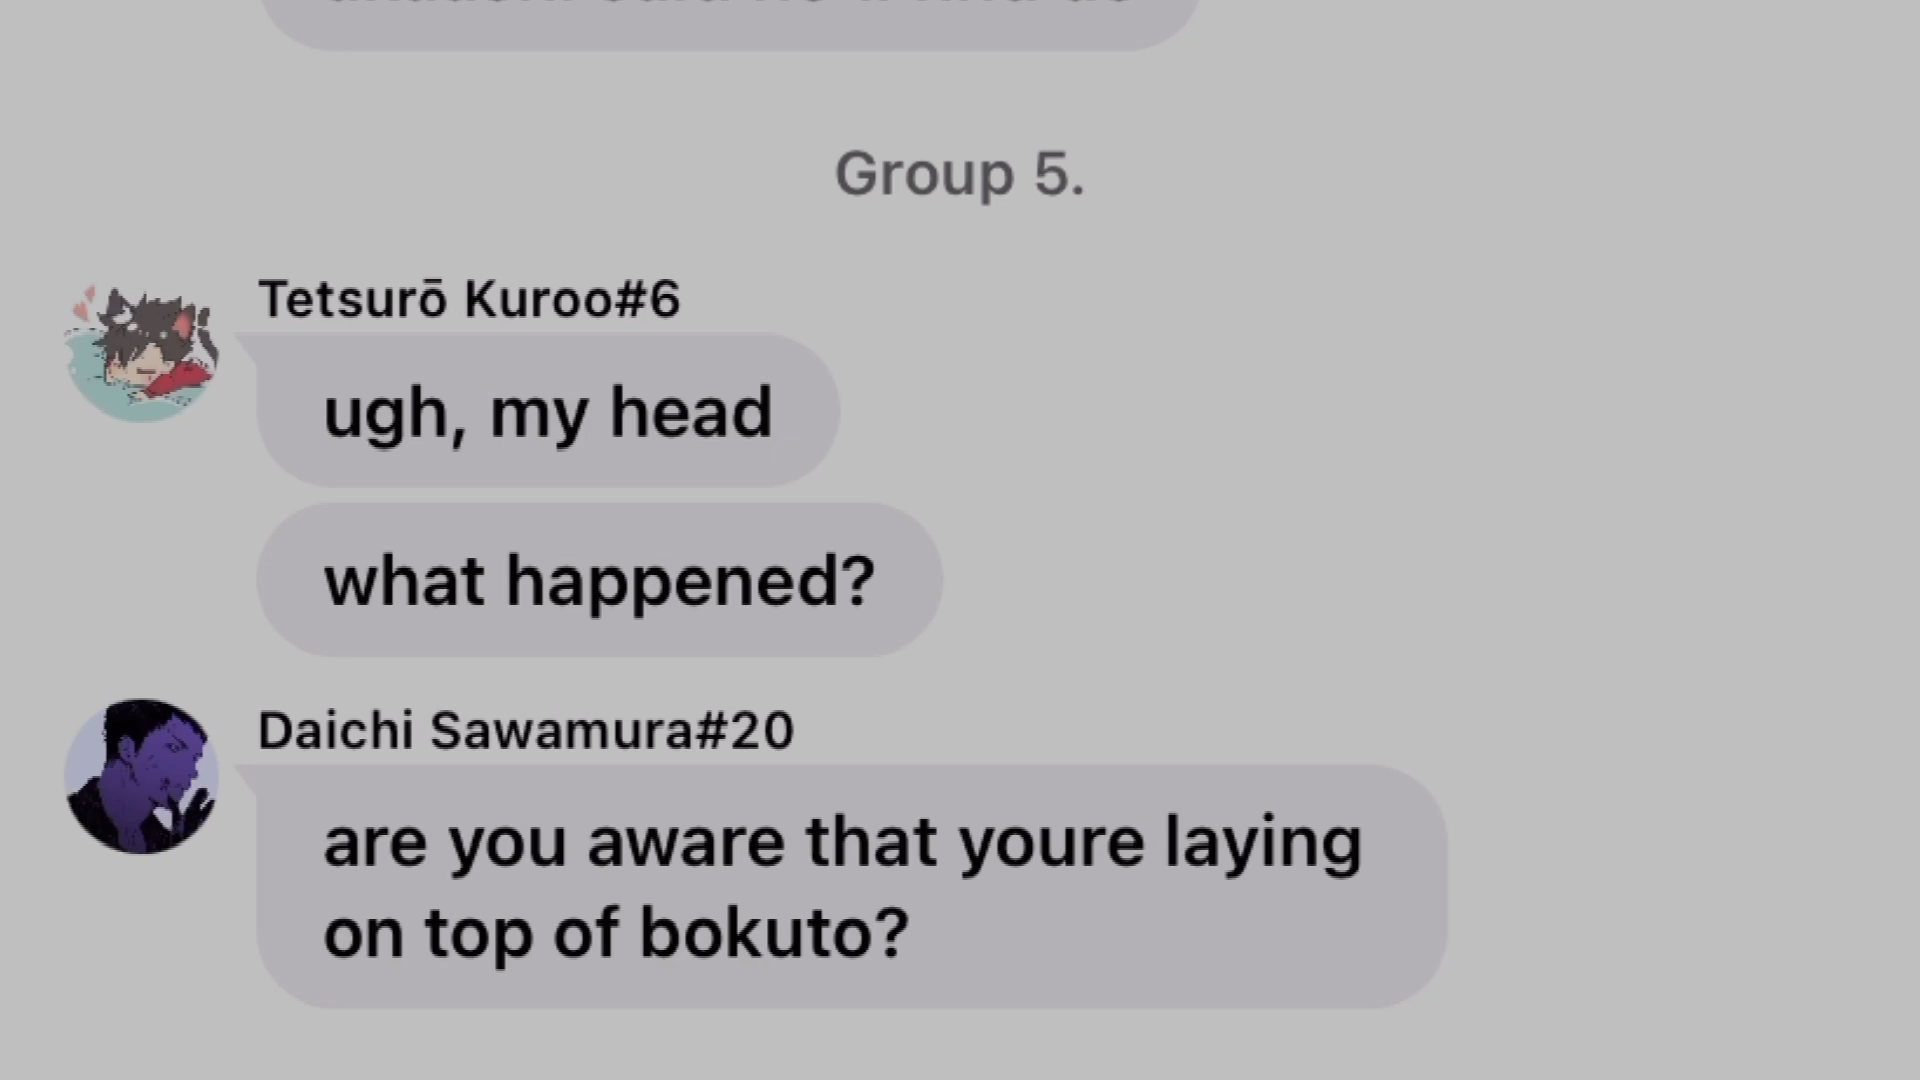 Group 5.
Tetsurō Kuroo#6
ugh, my head
what happened?
Daichi Sawamura#20
are you aware that youre laying
on top of bokuto?